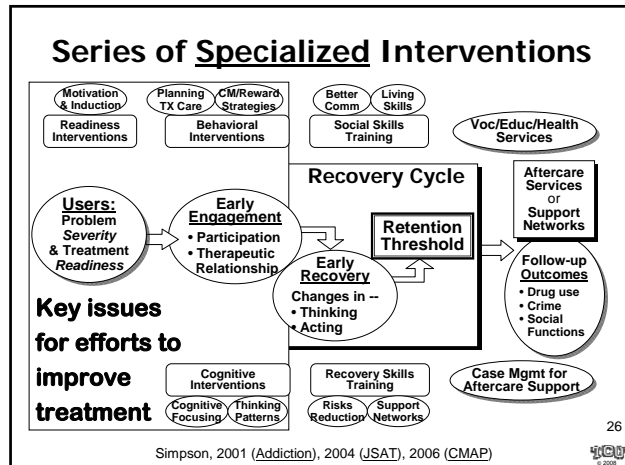 Series of Specialized Interventions
Motivation
& Induction
Planning
TX Care
CM/Reward
Strategies
Better
Comm
Living
Skills
Readiness
Interventions
Behavioral
Interventions
Social Skills
Training
Voc/Educ/Health
Services
Recovery Cycle
Aftercare
Services
or
Support
Networks
Users:
Problem
Severity
& Treatment
Readiness
Early
Engagement
• Participation
• Therapeutic
Relationship
Early
Recovery
Changes in --
• Thinking
• Acting
Retention
Threshold
Follow-up
Outcomes
• Drug use
• Crime
• Social
Functions
Key issues
for efforts to
improve
treatment
Cognitive
Interventions
Recovery Skills
Training
Case Mgmt for
Aftercare Support
Cognitive
Focusing
Thinking
Patterns
Risks
Reduction
Support
Networks
26
Simpson, 2001 (Addiction), 2004 (JSAT), 2006 (CMAP)
© 2008